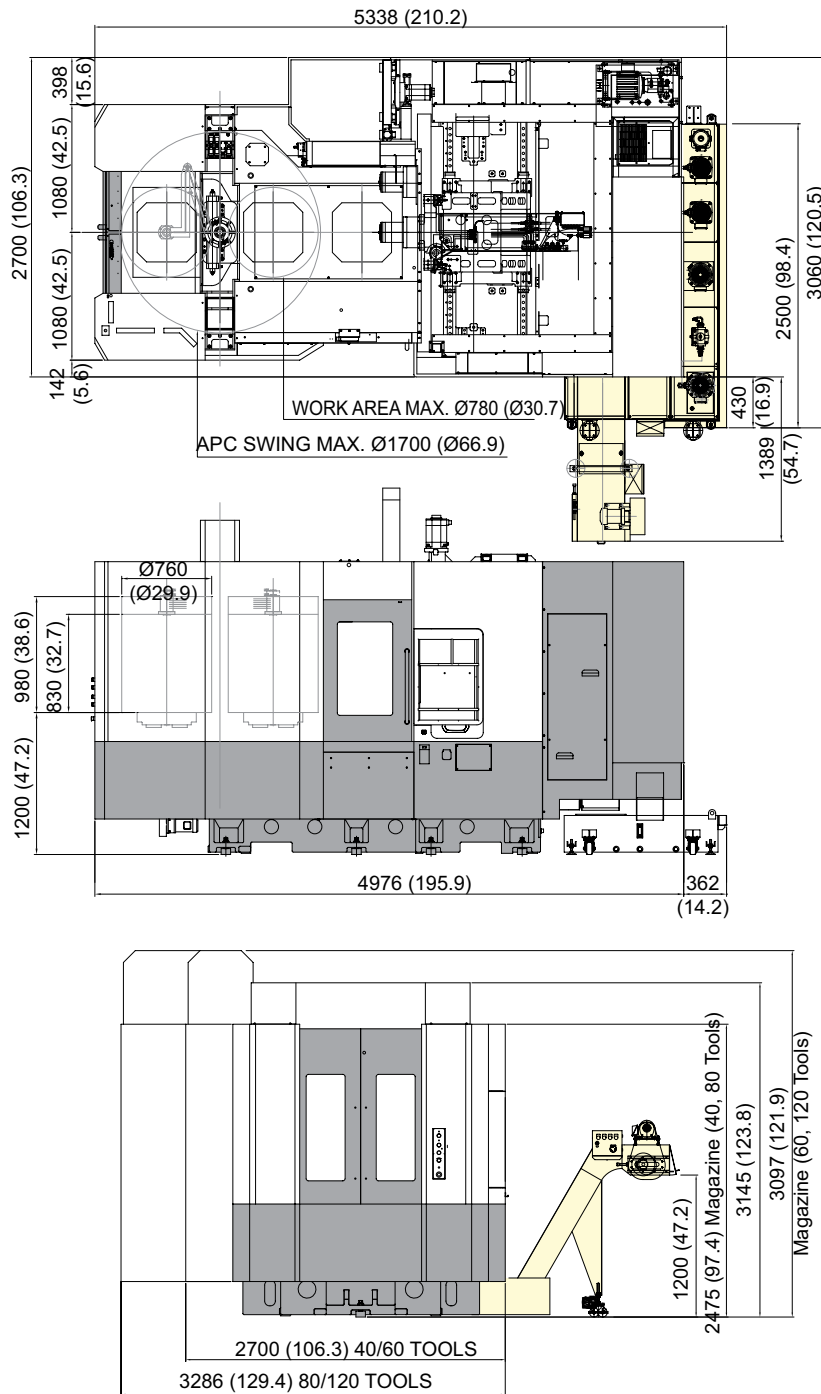 5338 (210.2)
398
(15.6)
1080 (42.5)
2700 (106.3)
1080 (42.5)
142
(5.6)
2500 (98.4)
3060 (120.5)
430
(16.9)
1389
(54.7)
WORK AREA MAX. Ø780 (Ø30.7)
APC SWING MAX. Ø1700 (Ø66.9)
Ø760
(Ø29.9)
980 (38.6)
830 (32.7)
1200 (47.2)
4976 (195.9)
362
(14.2)
1200 (47.2)
2475 (97.4) Magazine (40, 80 Tools)
3145 (123.8)
3097 (121.9)
Magazine (60, 120 Tools)
2700 (106.3) 40/60 TOOLS
3286 (129.4) 80/120 TOOLS